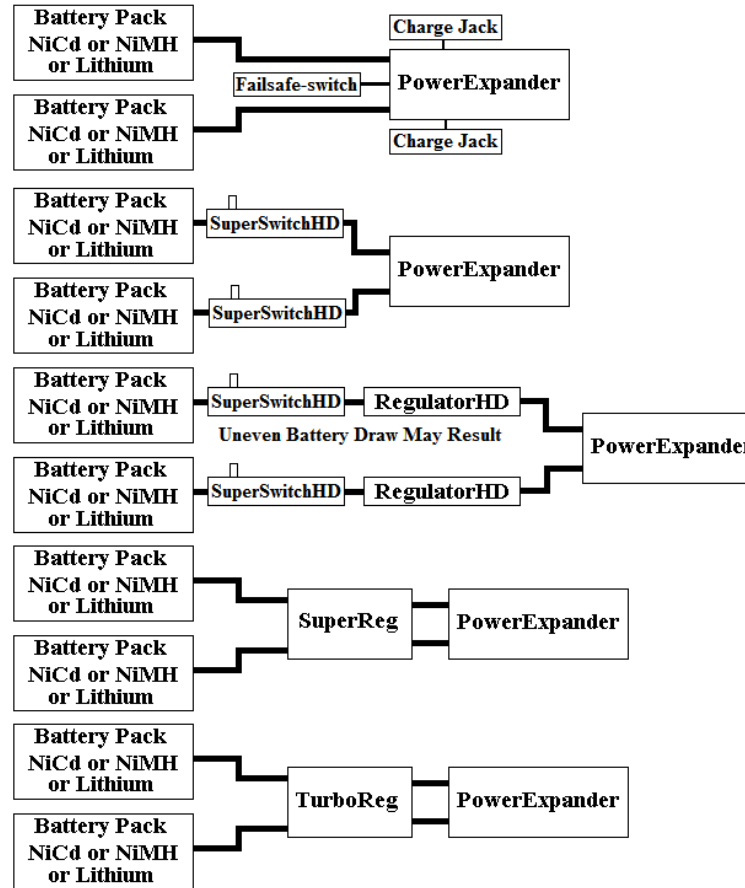 Battery Pack
NiCd or NiMH
or Lithium
Charge Jack
PowerExpander
Failsafe-switch
Battery Pack
NiCd or NiMH
or Lithium
Charge Jack
Battery Pack
NiCd or NiMH
or Lithium
SuperSwitchHD
PowerExpander
Battery Pack
NiCd or NiMH
or Lithium
SuperSwitchHD
Battery Pack
NiCd or NiMH
or Lithium
SuperSwitchHD
RegulatorHD
Uneven Battery Draw May Result
PowerExpander
Battery Pack
NiCd or NiMH
or Lithium
SuperSwitchHD
RegulatorHD
Battery Pack
NiCd or NiMH
or Lithium
SuperReg
PowerExpander
Battery Pack
NiCd or NiMH
or Lithium
Battery Pack
NiCd or NiMH
or Lithium
TurboReg
PowerExpander
Battery Pack
NiCd or NiMH
or Lithium